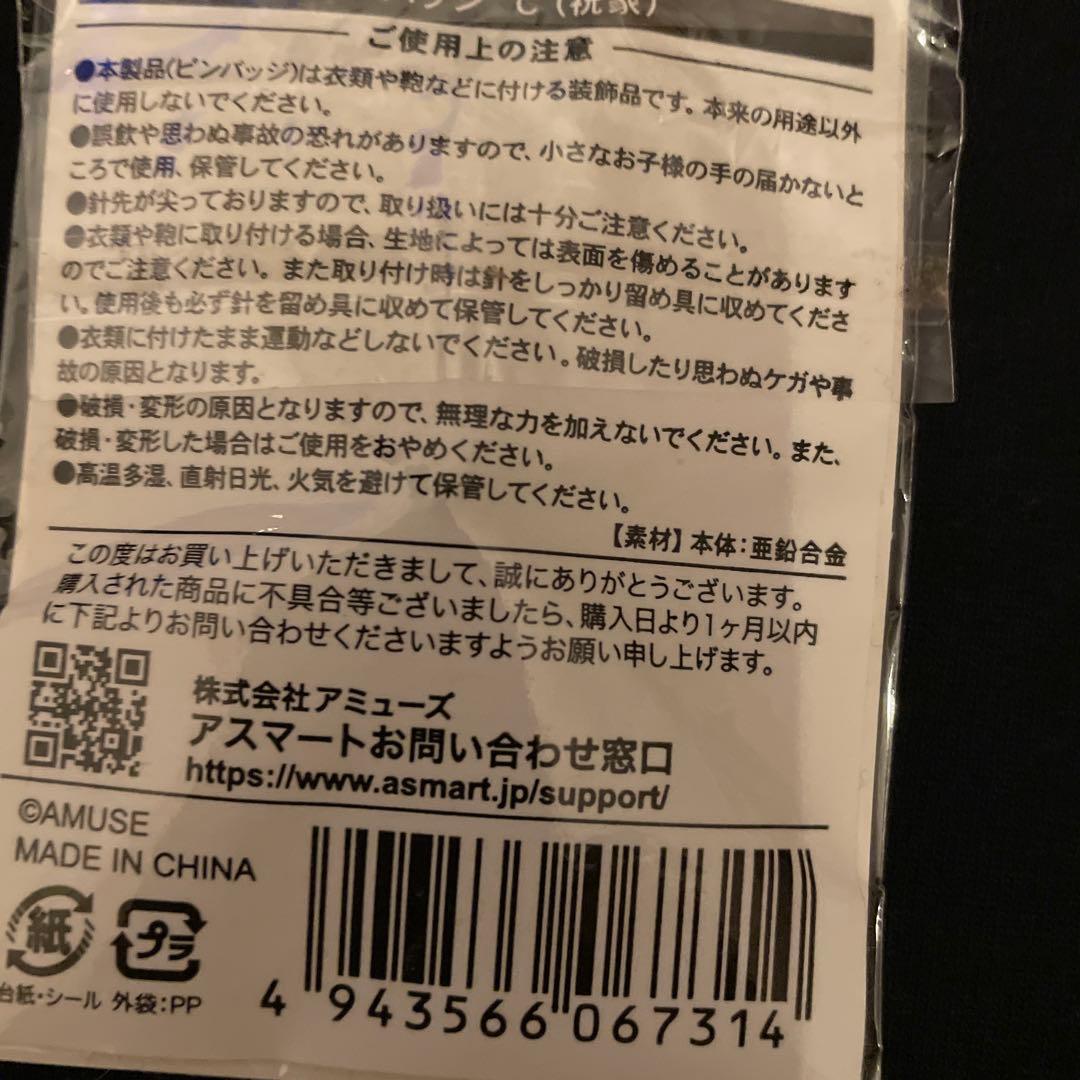 ご使用上の注意
●本製品(ピンバッジ)は衣類や鞄などに付ける装飾品です。本来の用途以外
に使用しないでください。
●誤飲や思わぬ事故の恐れがありますので、小さなお子様の手の届かないと
ころで使用、保管してください。
●針先が尖っておりますので、取り扱いには十分ご注意ください。
●衣類や鞄に取り付ける場合、生地によっては表面を傷めることがあります
のでご注意ください。また取り付け時は針をしっかり留め具に収めてくださ
い。使用後も必ず針を留め具に収めて保管してください。
●衣類に付けたまま運動などしないでください。破損したり思わぬケガや事
故の原因となります。
●破損・変形の原因となりますので、無理な力を加えないでください。また、
破損・変形した場合はご使用をおやめください。
●高温多湿、直射日光、火気を避けて保管してください。
【素材】本体：亜鉛合金
この度はお買い上げいただきまして、誠にありがとうございます。
購入された商品に不具合等ございましたら、購入日より1ヶ月以内
に下記よりお問い合わせくださいますようお願い申し上げます。
株式会社アミューズ
アスマートお問い合わせ窓口
https://www.asmart.jp/support/
©AMUSE
MADE IN CHINA
紙 プラ
台紙・シール 外袋：PP
4 943566 067314